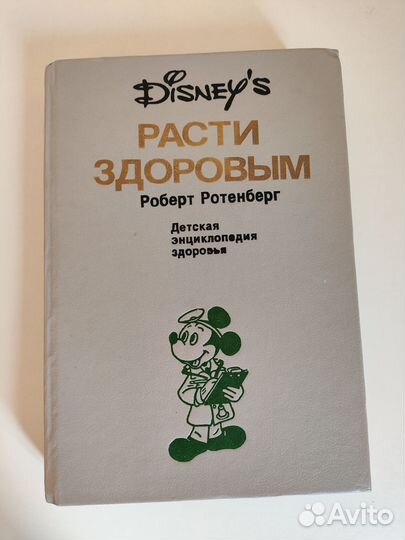 Disney's
РАСТИ
ЗДОРОВЫМ
Роберт Ротенберг
Детская
энциклопедия
здоровья
Avito